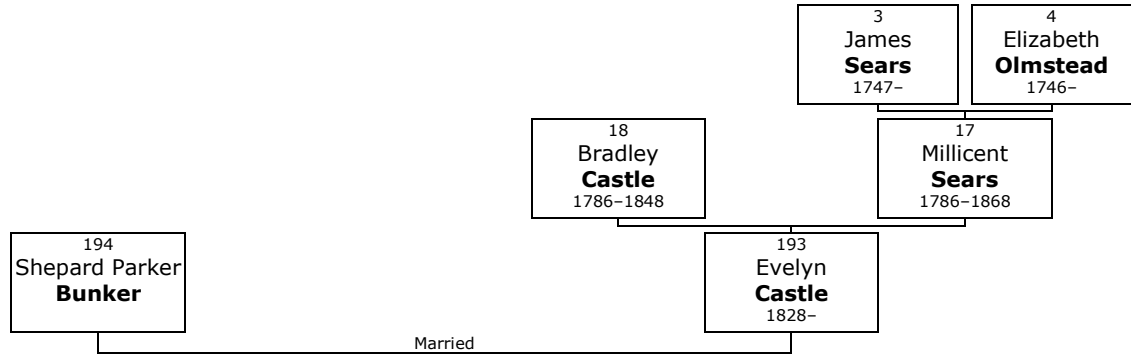 3
James
Sears
1747–
4
Elizabeth
Olmstead
1746–
18
Bradley
Castle
1786–1848
17
Millicent
Sears
1786–1868
194
Shepard Parker
Bunker
193
Evelyn
Castle
1828–
Married